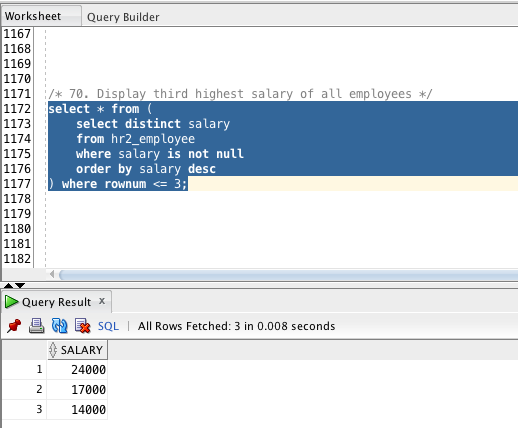 Worksheet Query Builder
1167
1168
1169
1170
1171 /* 70. Display third highest salary of all employees */
1172 select * from (
1173     select distinct salary
1174     from hr2_employee
1175     where salary is not null
1176     order by salary desc
1177 ) where rownum <= 3;
1178
1179
1180
1181
1182
Query Result x
SQL | All Rows Fetched: 3 in 0.008 seconds
SALARY
1 24000
2 17000
3 14000